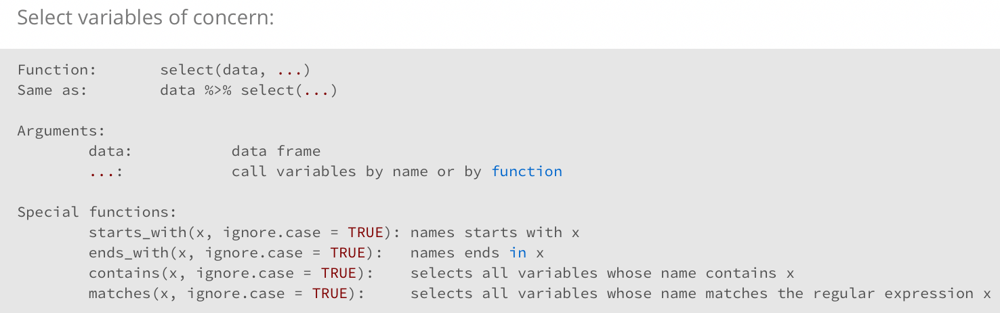 Select variables of concern:
Function:       select(data, ...)
Same as:        data %>% select(...)
Arguments:
        data:           data frame
        ...:            call variables by name or by function
Special functions:
        starts_with(x, ignore.case = TRUE): names starts with x
        ends_with(x, ignore.case = TRUE):   names ends in x
        contains(x, ignore.case = TRUE):    selects all variables whose name contains x
        matches(x, ignore.case = TRUE):     selects all variables whose name matches the regular expression x